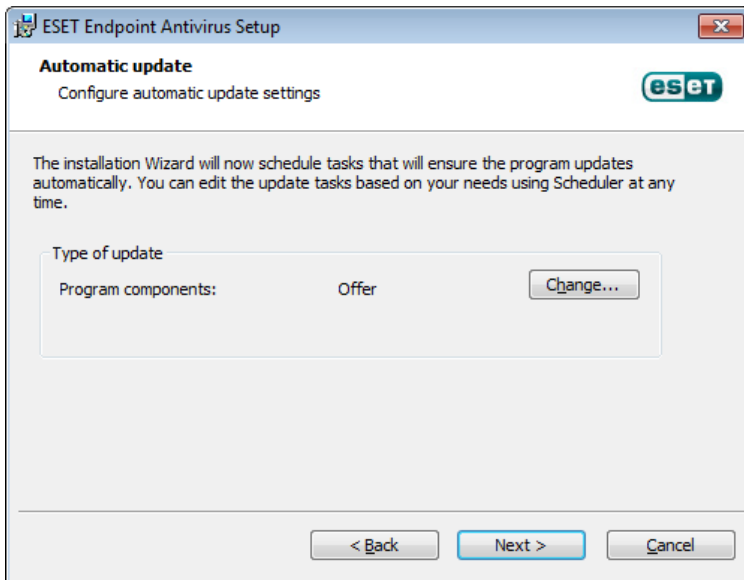 ESET Endpoint Antivirus Setup
Automatic update
Configure automatic update settings
eseT
The installation Wizard will now schedule tasks that will ensure the program updates
automatically. You can edit the update tasks based on your needs using Scheduler at any
time.
Type of update
Program components: Offer Change...
< Back Next > Cancel